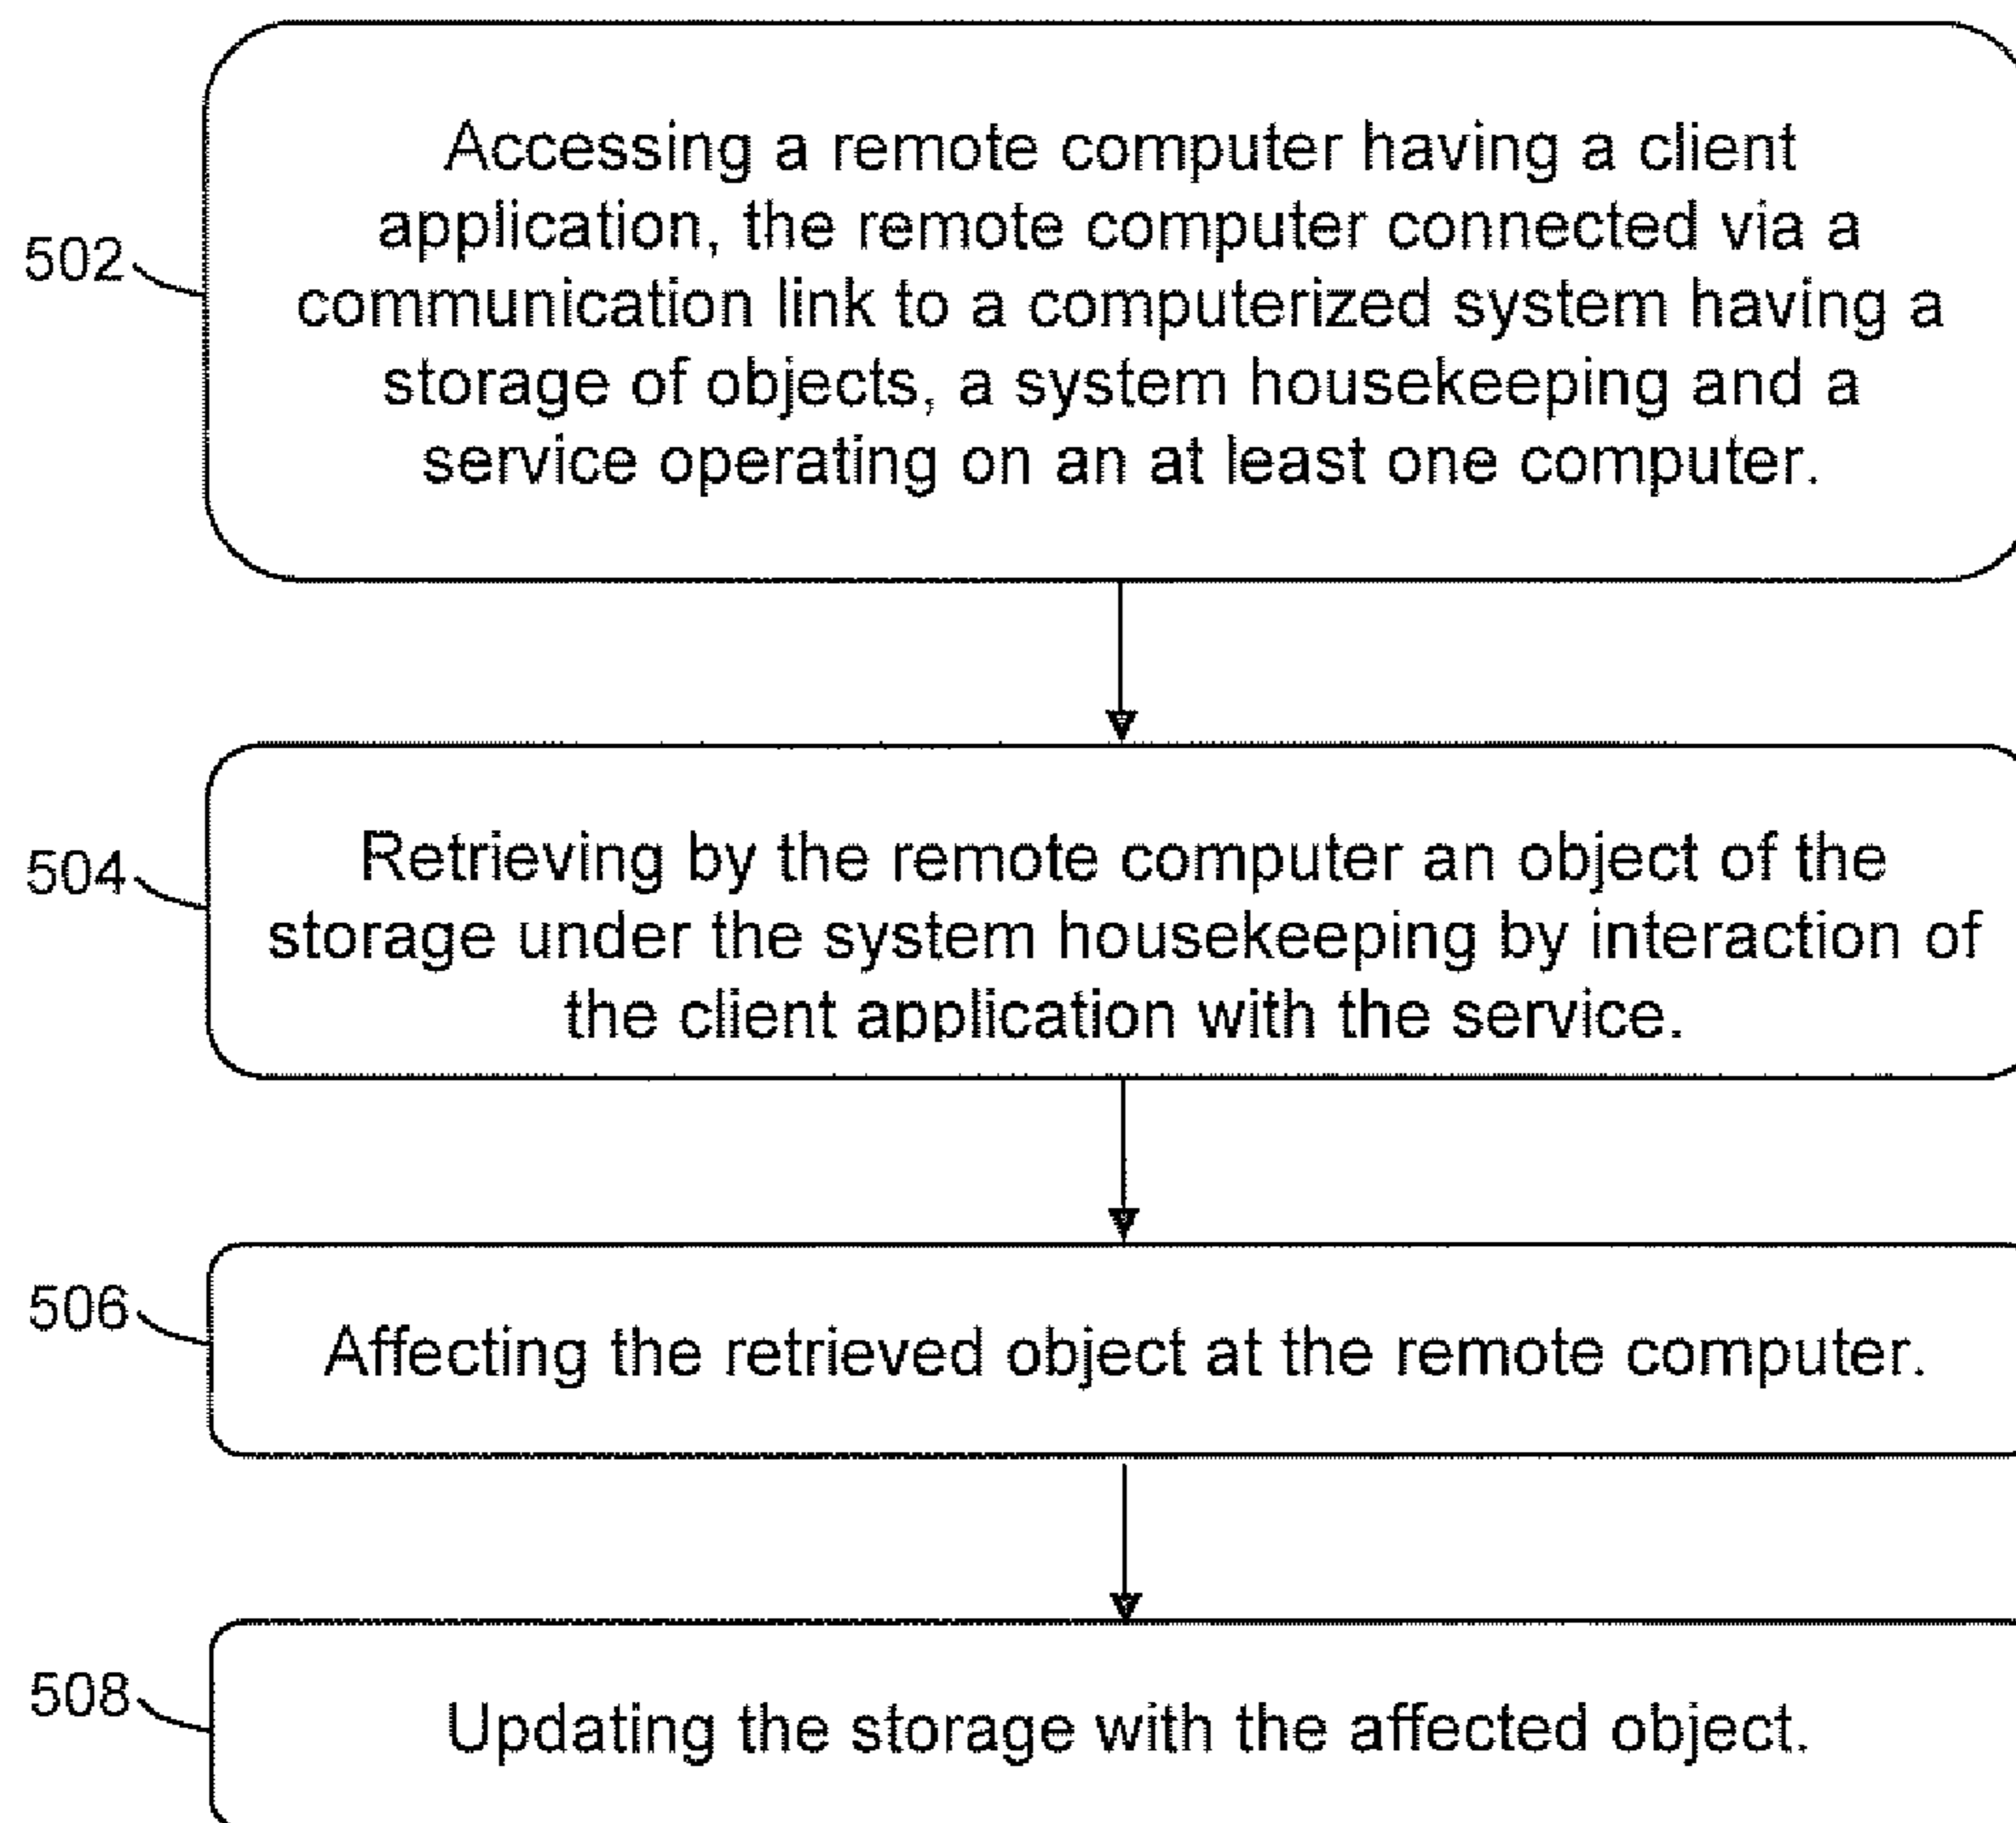 Accessing a remote computer having a client
application, the remote computer connected via a
502
communication link to a computerized system having a
storage of objects, a system housekeeping and a
service operating on an at least one computer.
504
Retrieving by the remote computer an object of the
storage under the system housekeeping by interaction of
the client application with the service.
506
Affecting the retrieved object at the remote computer.
508
Updating the storage with the affected object.